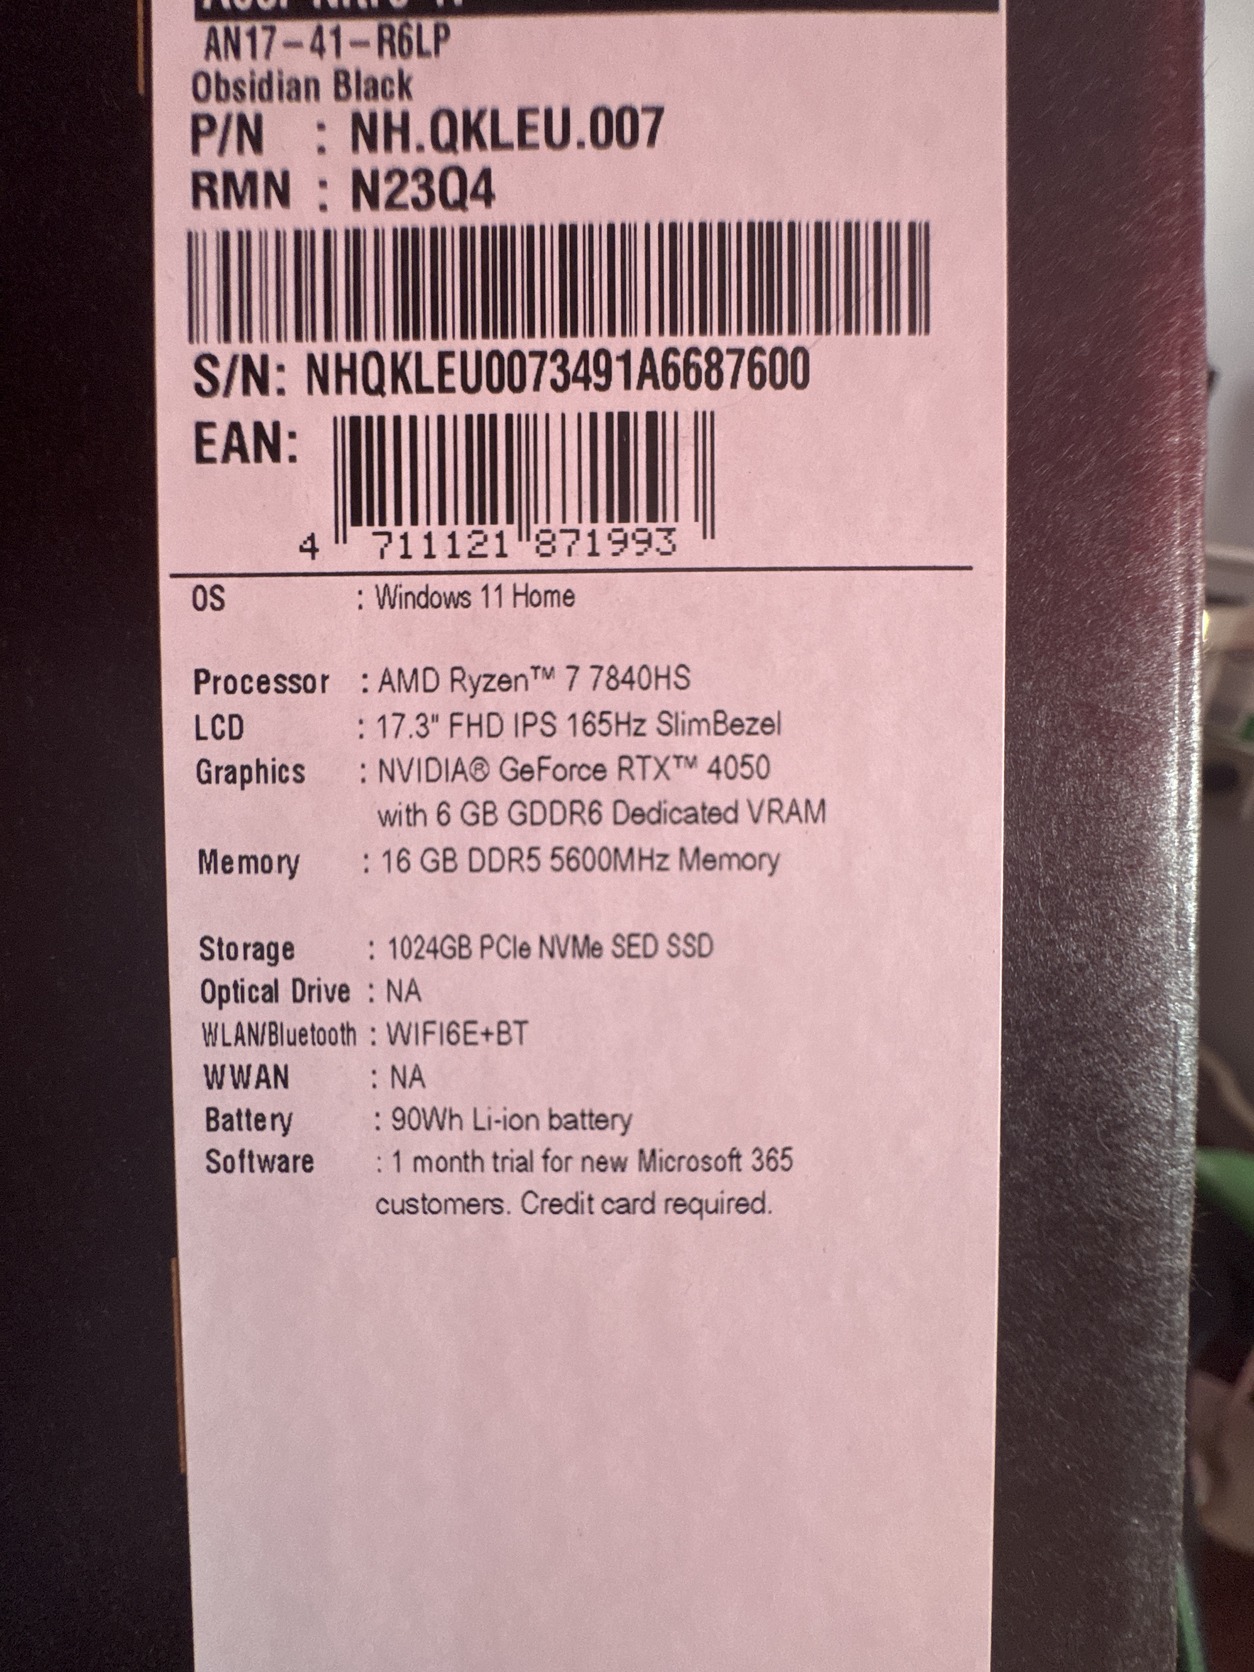 Acer Nitro 17
AN17-41-R6LP
Obsidian Black
P/N : NH.QKLEU.007
RMN : N23Q4
S/N: NHQKLEU0073491A6687600
EAN:
4 711121 871993
OS : Windows 11 Home
Processor : AMD Ryzen™ 7 7840HS
LCD : 17.3" FHD IPS 165Hz SlimBezel
Graphics : NVIDIA® GeForce RTX™ 4050
with 6 GB GDDR6 Dedicated VRAM
Memory : 16 GB DDR5 5600MHz Memory
Storage : 1024GB PCIe NVMe SED SSD
Optical Drive : NA
WLAN/Bluetooth : WIFI6E+BT
WWAN : NA
Battery : 90Wh Li-ion battery
Software : 1 month trial for new Microsoft 365
customers. Credit card required.